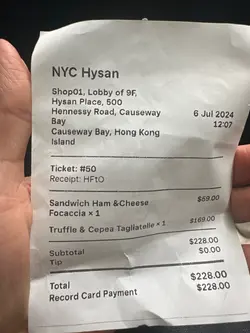 NYC Hysan
Shop01, Lobby of 9F,
Hysan Place, 500
Hennessy Road, Causeway
Bay
6 Jul 2024
12:07
Causeway Bay, Hong Kong
Island
Ticket: #50
Receipt: HFtO
Sandwich Ham &Cheese
Focaccia × 1 $59.00
Truffle & Cepea Tagliatelle × 1 $169.00
Subtotal $228.00
Tip $0.00
Total $228.00
Record Card Payment $228.00